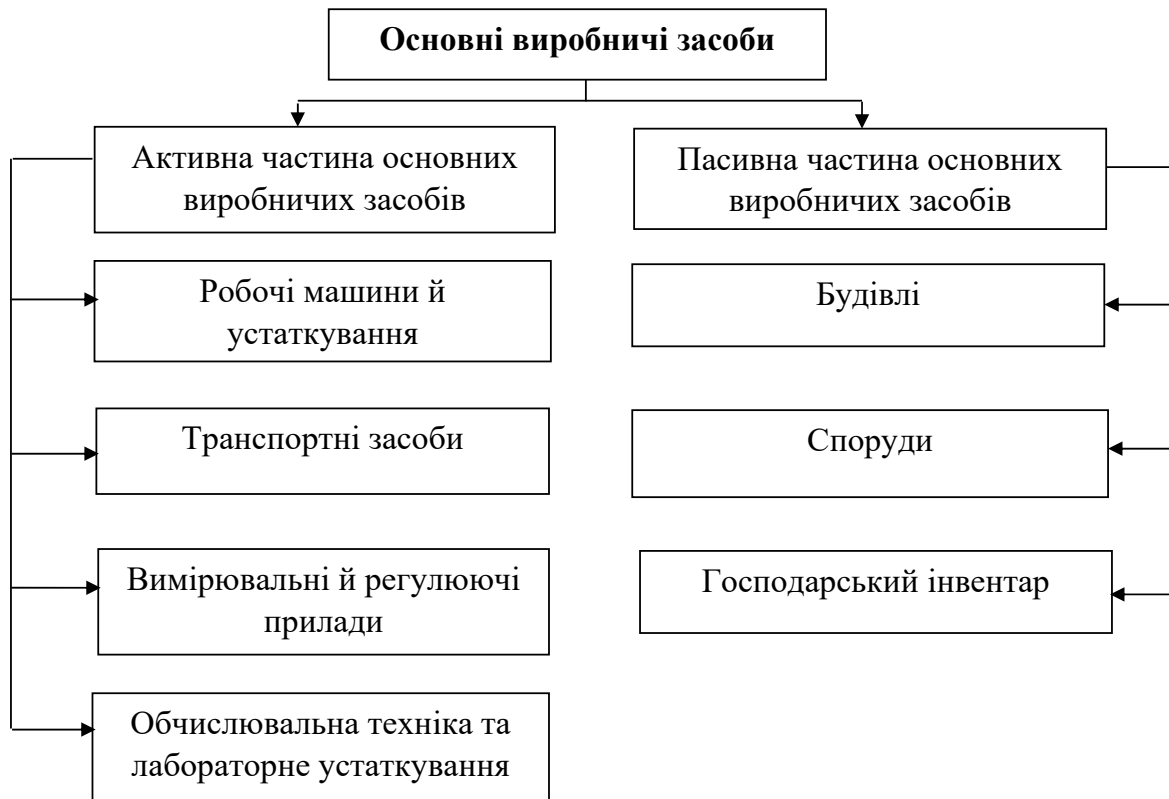 Основні виробничі засоби
Активна частина основних
виробничих засобів
Пасивна частина основних
виробничих засобів
Робочі машини й
устаткування
Будівлі
Транспортні засоби
Споруди
Вимірювальні й регулюючі
прилади
Господарський інвентар
Обчислювальна техніка та
лабораторне устаткування